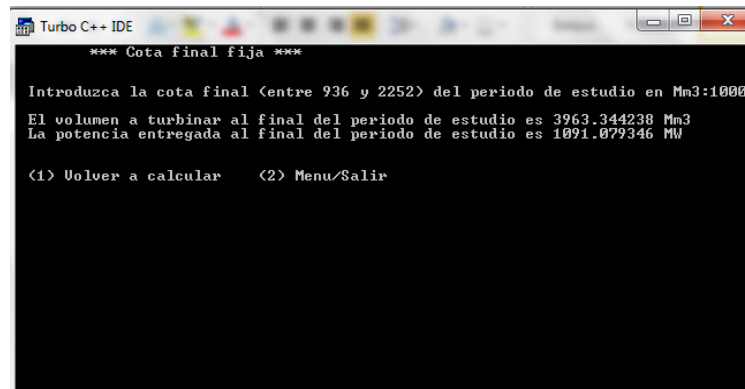 Turbo C++ IDE
*** Cota final fija ***
Introduzca la cota final (entre 936 y 2252) del periodo de estudio en Mm3:1000
El volumen a turbinar al final del periodo de estudio es 3963.344238 Mm3
La potencia entregada al final del periodo de estudio es 1091.079346 MW
(1) Volver a calcular (2) Menu/Salir